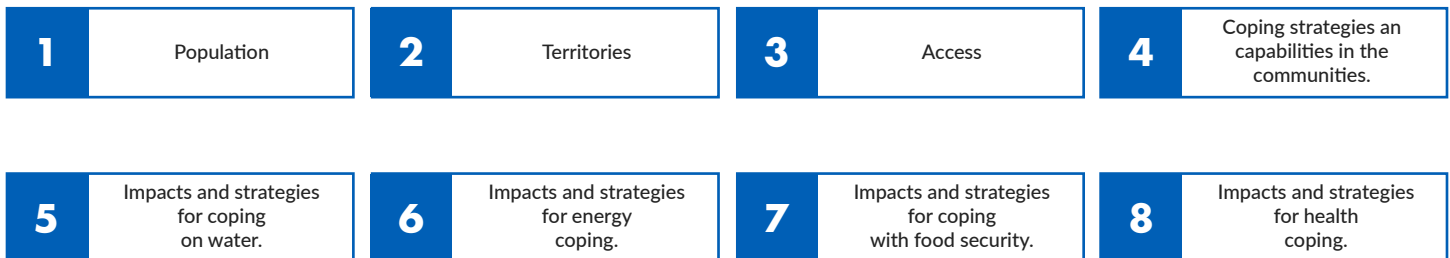 1
Population
2
Territories
3
Access
4
Coping strategies an
capabilities in the
communities.
5
Impacts and strategies
for coping
on water.
6
Impacts and strategies
for energy
coping.
7
Impacts and strategies
for coping
with food security.
8
Impacts and strategies
for health
coping.